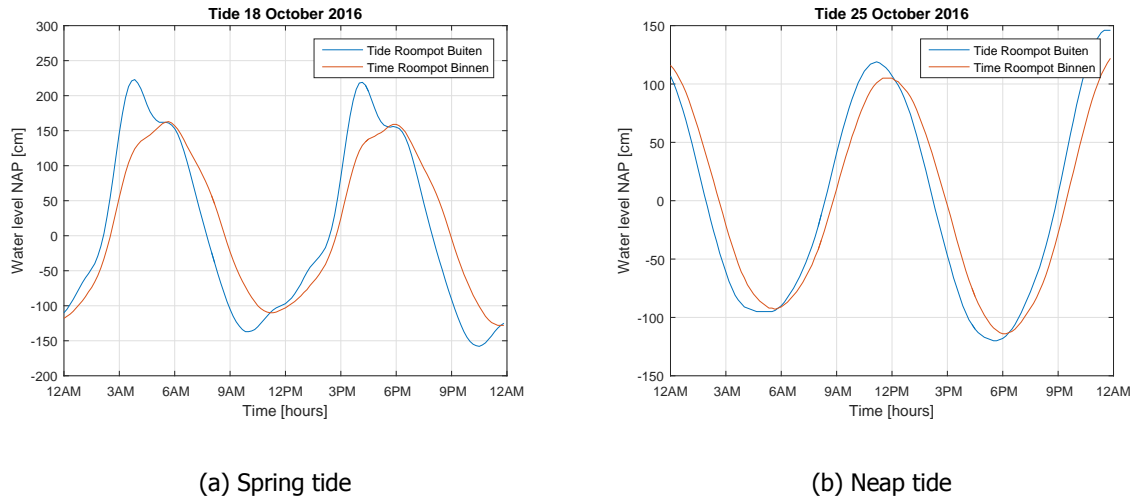 Tide 18 October 2016
300
250
200
150
100
50
0
-50
-100
-150
-200
Water level NAP [cm]
Tide Roompot Buiten
Time Roompot Binnen
12AM 3AM 6AM 9AM 12PM 3PM 6PM 9PM 12AM
Time [hours]
(a) Spring tide
Tide 25 October 2016
150
100
50
0
-50
-100
-150
Water level NAP [cm]
Tide Roompot Buiten
Time Roompot Binnen
12AM 3AM 6AM 9AM 12PM 3PM 6PM 9PM 12AM
Time [hours]
(b) Neap tide